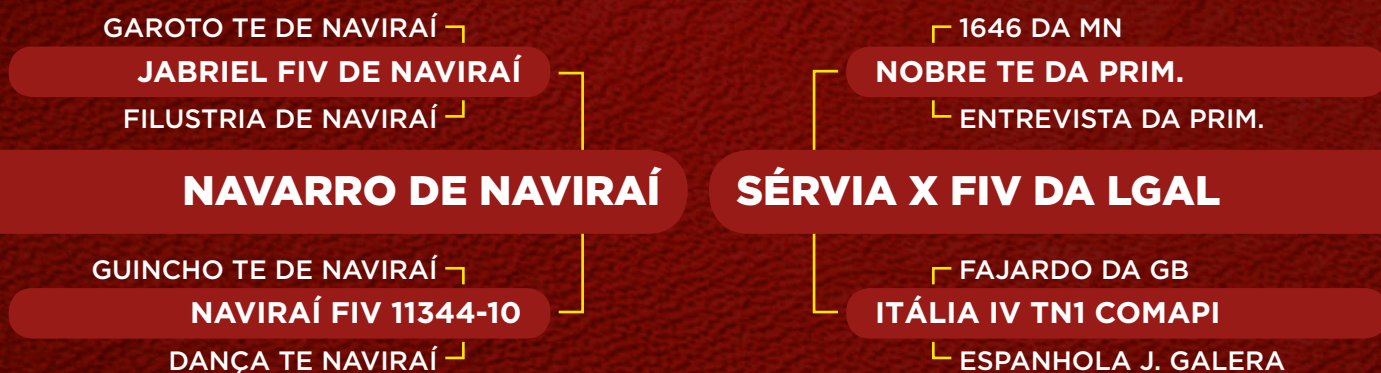 GAROTO TE DE NAVIRAÍ
JABRIEL FIV DE NAVIRAÍ
FILUSTRIA DE NAVIRAÍ
NAVARRO DE NAVIRAÍ
GUINCHO TE DE NAVIRAÍ
NAVIRAÍ FIV 11344-10
DANÇA TE NAVIRAÍ
1646 DA MN
NOBRE TE DA PRIM.
ENTREVISTA DA PRIM.
SÉRVIA X FIV DA LGAL
FAJARDO DA GB
ITÁLIA IV TN1 COMAPI
ESPANHOLA J. GALERA